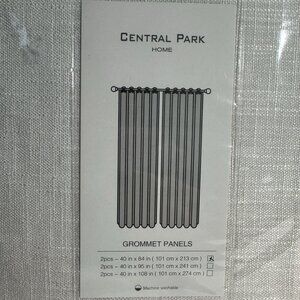 CENTRAL PARK
HOME
GROMMET PANELS
2pcs – 40 in x 84 in ( 101 cm x 213 cm )
2pcs – 40 in x 95 in ( 101 cm x 241 cm )
2pcs – 40 in x 108 in ( 101 cm x 274 cm )
Machine washable